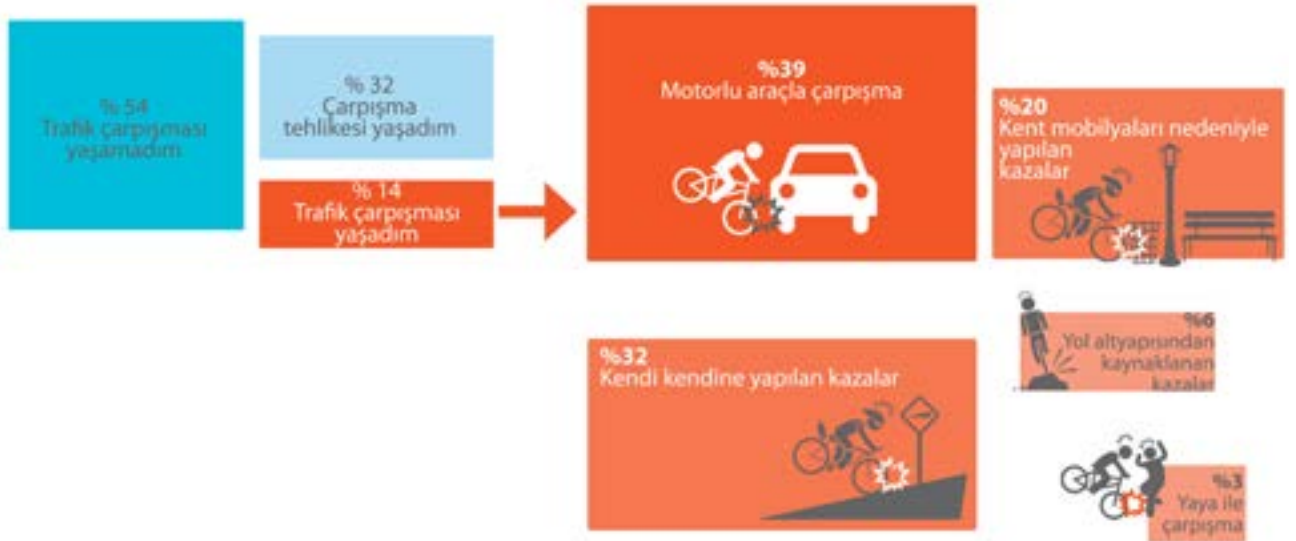 % 54
Trafik çarpışması
yaşamadım
% 32
Çarpışma
tehlikesi yaşadım
% 14
Trafik çarpışması
yaşadım
%39
Motorlu araçla çarpışma
%20
Kent mobilyaları nedeniyle
yapılan
kazalar
%32
Kendi kendine yapılan kazalar
%6
Yol altyapısından
kaynaklanan
kazalar
%3
Yaya ile
çarpışma